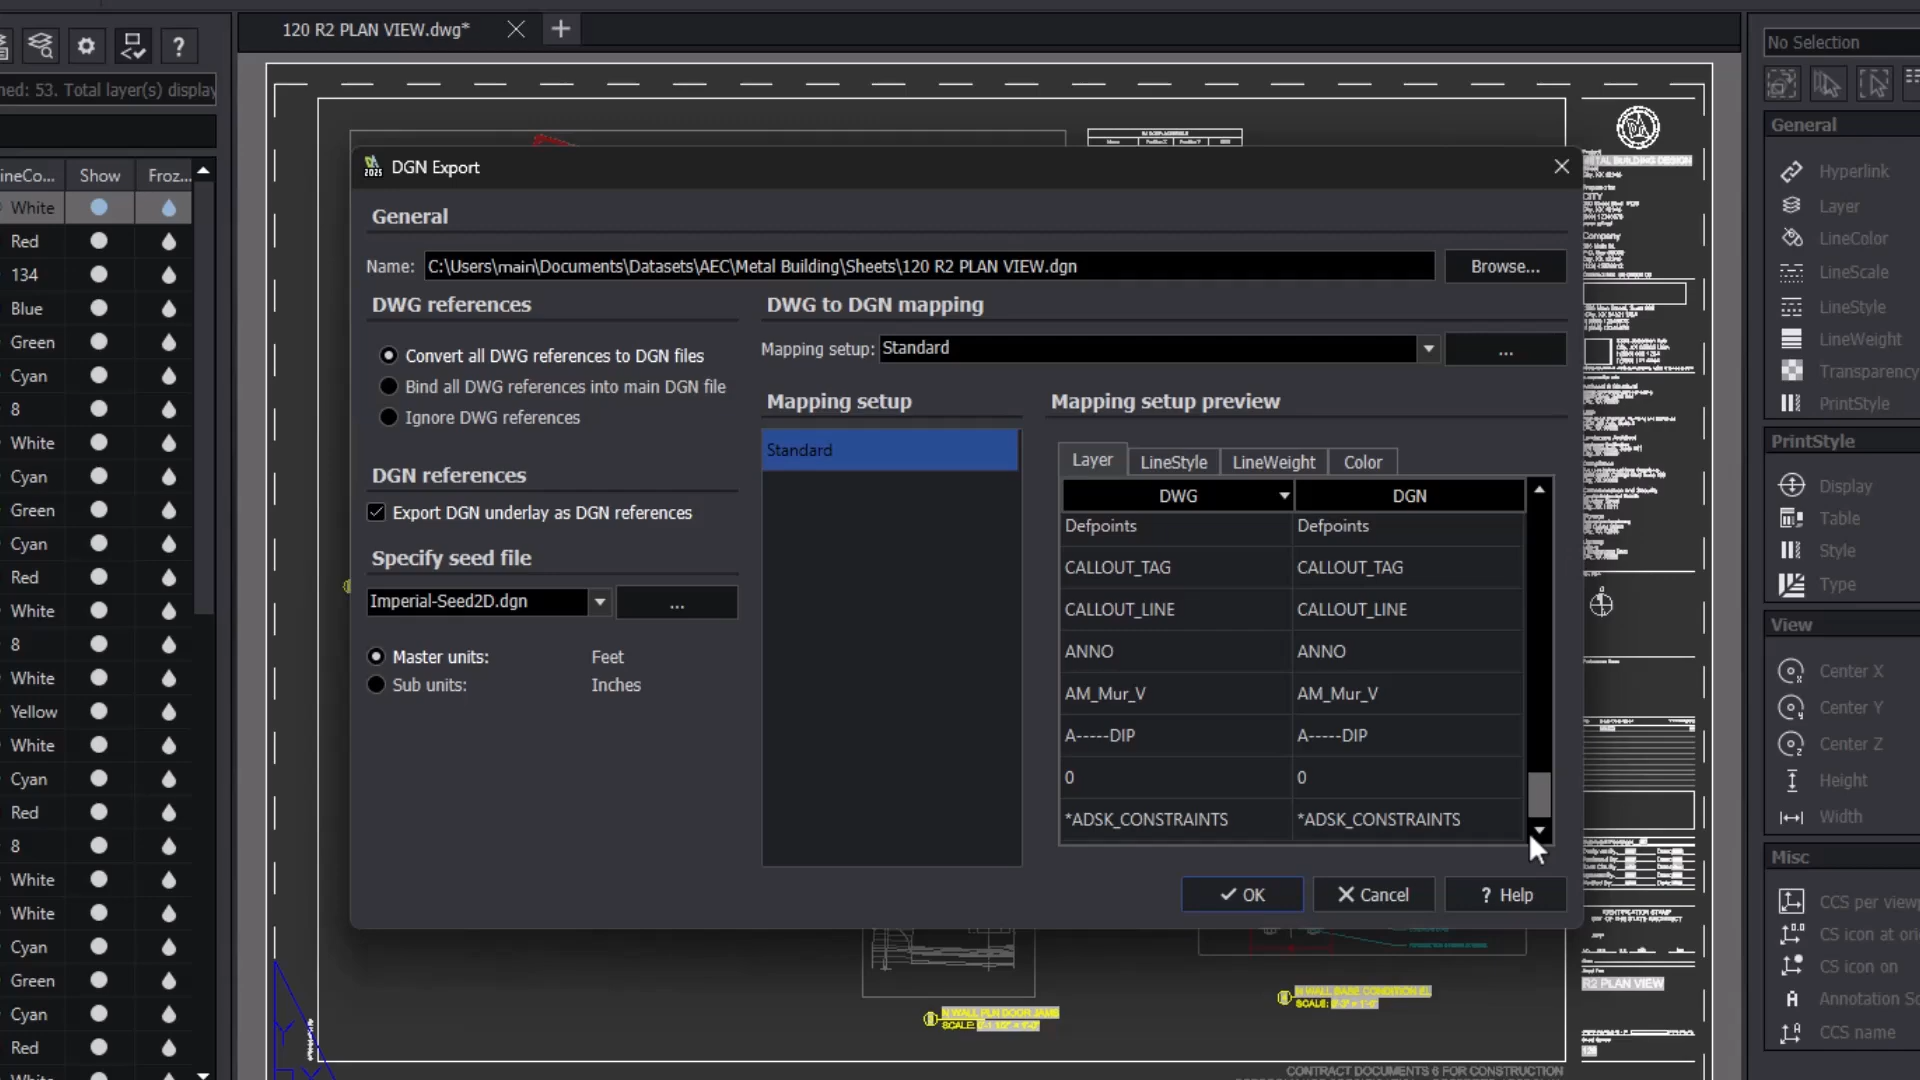 120 R2 PLAN VIEW.dwg*
No Selection
ned: 53. Total layer(s) display
ineCo... Show Froz...
White
Red
134
Blue
Green
Cyan
8
White
Cyan
Green
Cyan
Red
White
8
White
Yellow
White
Cyan
Red
8
White
White
Cyan
Green
Cyan
Red
DGN Export
General
Name: C:\Users\main\Documents\Datasets\AEC\Metal Building\Sheets\120 R2 PLAN VIEW.dgn
Browse...
DWG references
Convert all DWG references to DGN files
Bind all DWG references into main DGN file
Ignore DWG references
DGN references
Export DGN underlay as DGN references
Specify seed file
Imperial-Seed2D.dgn
...
Master units: Feet
Sub units: Inches
DWG to DGN mapping
Mapping setup: Standard
...
Mapping setup
Standard
Mapping setup preview
Layer LineStyle LineWeight Color
DWG DGN
Defpoints Defpoints
CALLOUT_TAG CALLOUT_TAG
CALLOUT_LINE CALLOUT_LINE
ANNO ANNO
AM_Mur_V AM_Mur_V
A-----DIP A-----DIP
0 0
*ADSK_CONSTRAINTS *ADSK_CONSTRAINTS
OK
Cancel
? Help
N WALL PLN DOOR JAMB
N WALL BASE CONDITION EL
R2 PLAN VIEW
CONTRACT DOCUMENTS 6 FOR CONSTRUCTION
General
Hyperlink
Layer
LineColor
LineScale
LineStyle
LineWeight
Transparency
PrintStyle
PrintStyle
Display
Table
Style
Type
View
Center X
Center Y
Center Z
Height
Width
Misc
CCS per viewp
CS icon at ori
CS icon on
Annotation Sc
CCS name